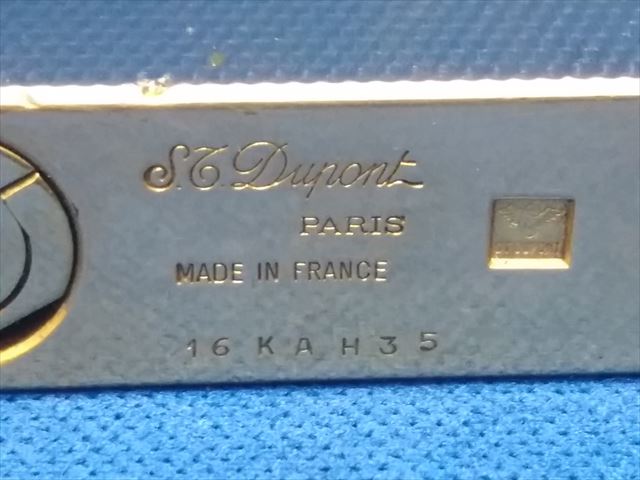 S.T. Dupont
PARIS
MADE IN FRANCE
16KAH35